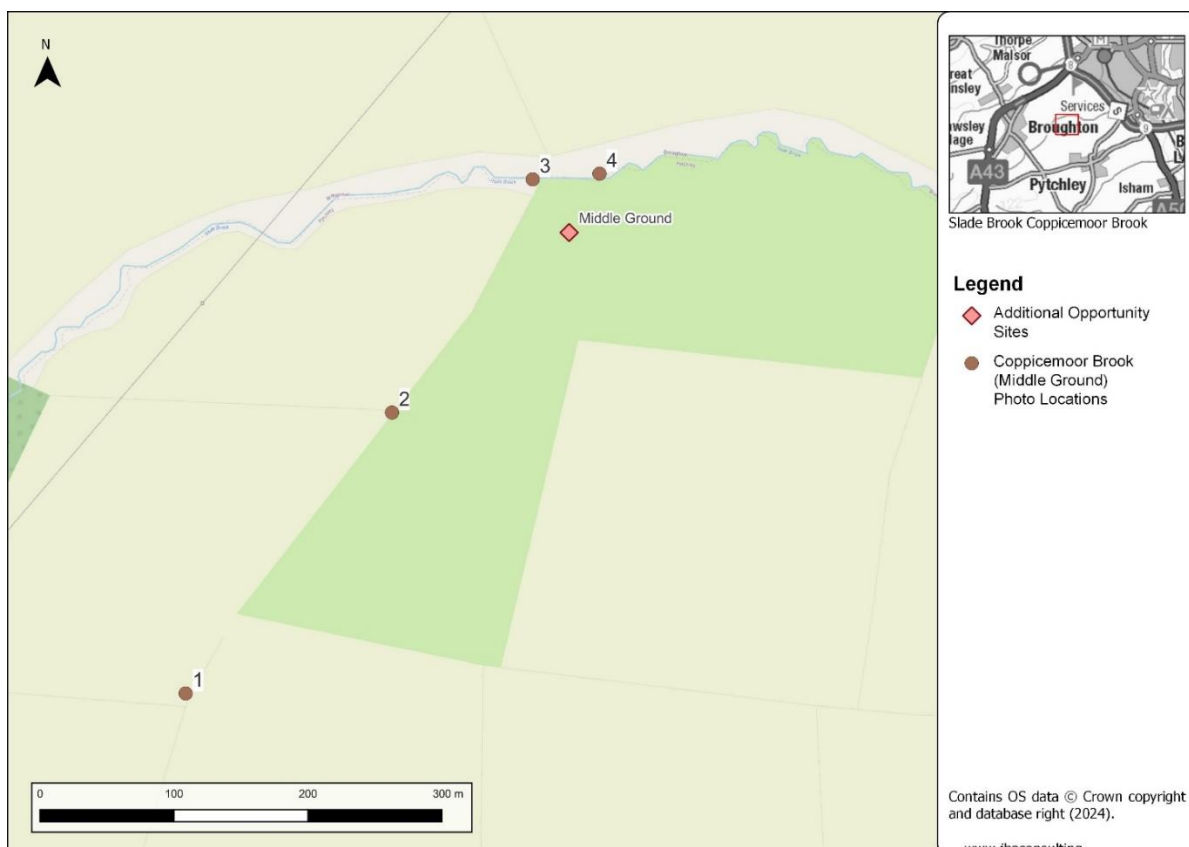 N
3
4
Middle Ground
2
1
0 100 200 300 m
Thorpe
Malsor
8
Services
S
Broughton
9
A43
Pytchley
Isham
Slade Brook Coppicemoor Brook
Legend
Additional Opportunity
Sites
Coppicemoor Brook
(Middle Ground)
Photo Locations
Contains OS data © Crown copyright
and database right (2024).